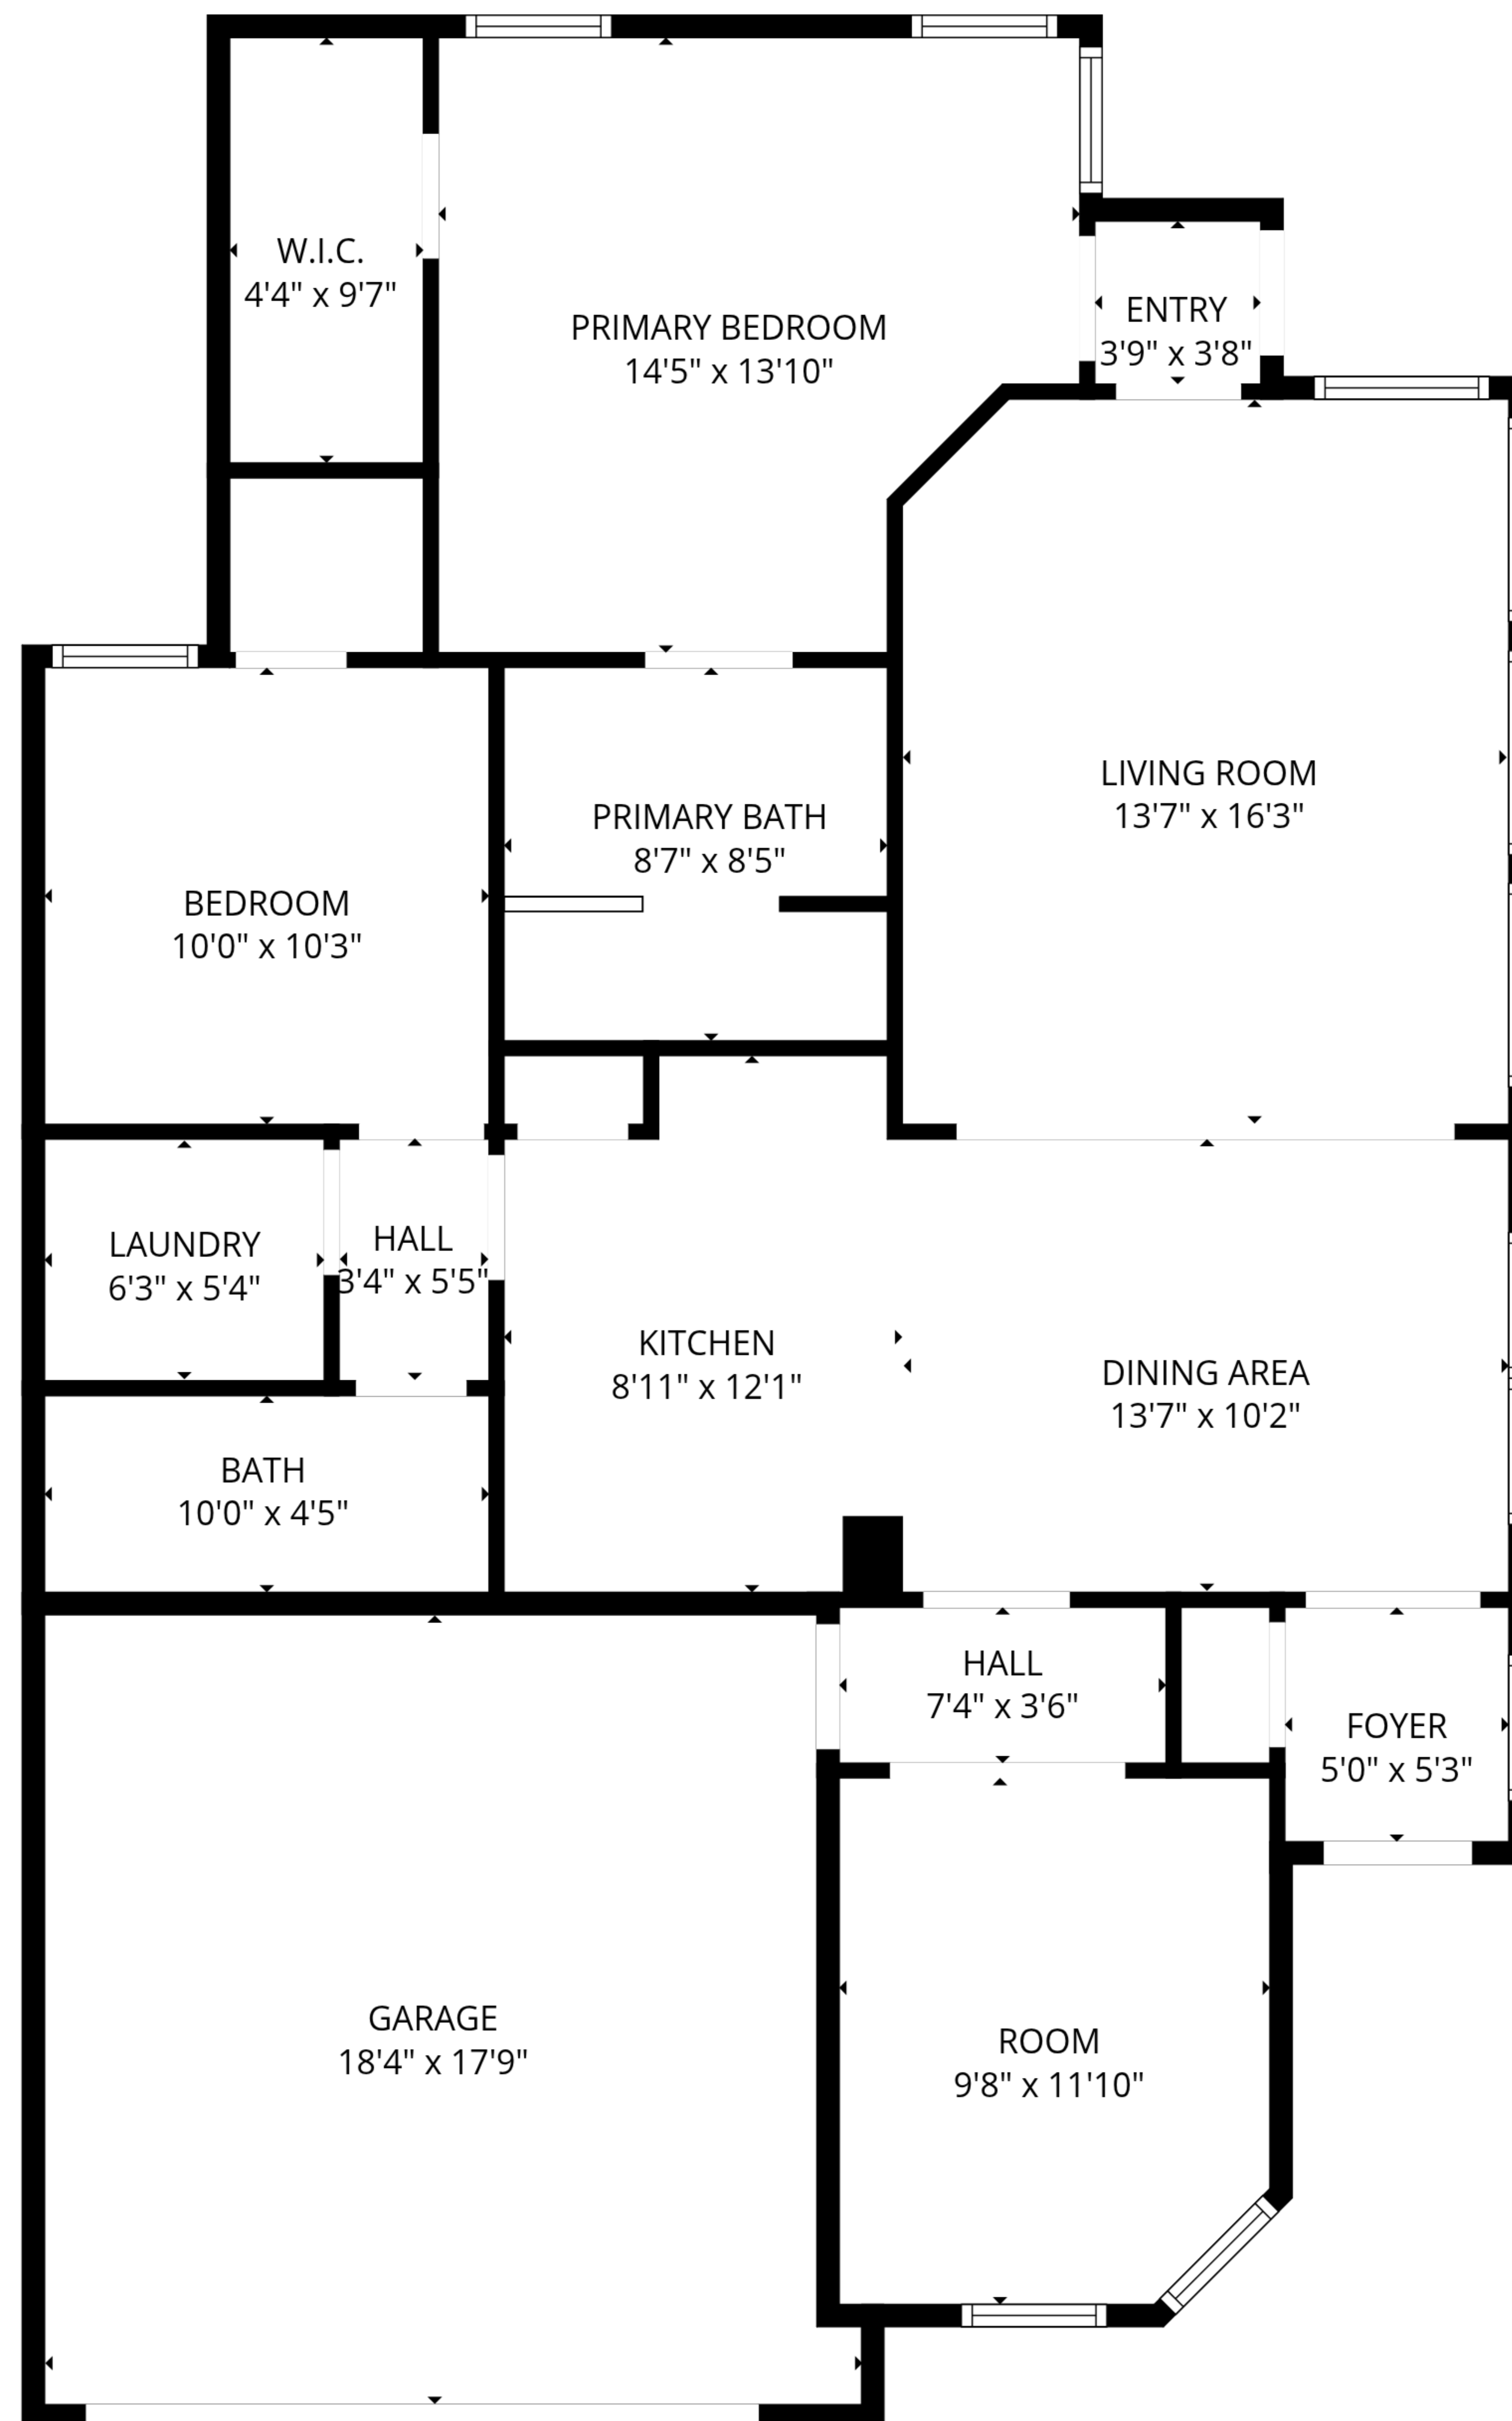 W.I.C.
4'4" x 9'7"
PRIMARY BEDROOM
14'5" x 13'10"
ENTRY
3'9" x 3'8"
LIVING ROOM
13'7" x 16'3"
PRIMARY BATH
8'7" x 8'5"
BEDROOM
10'0" x 10'3"
LAUNDRY
6'3" x 5'4"
HALL
3'4" x 5'5"
KITCHEN
8'11" x 12'1"
DINING AREA
13'7" x 10'2"
BATH
10'0" x 4'5"
HALL
7'4" x 3'6"
FOYER
5'0" x 5'3"
GARAGE
18'4" x 17'9"
ROOM
9'8" x 11'10"